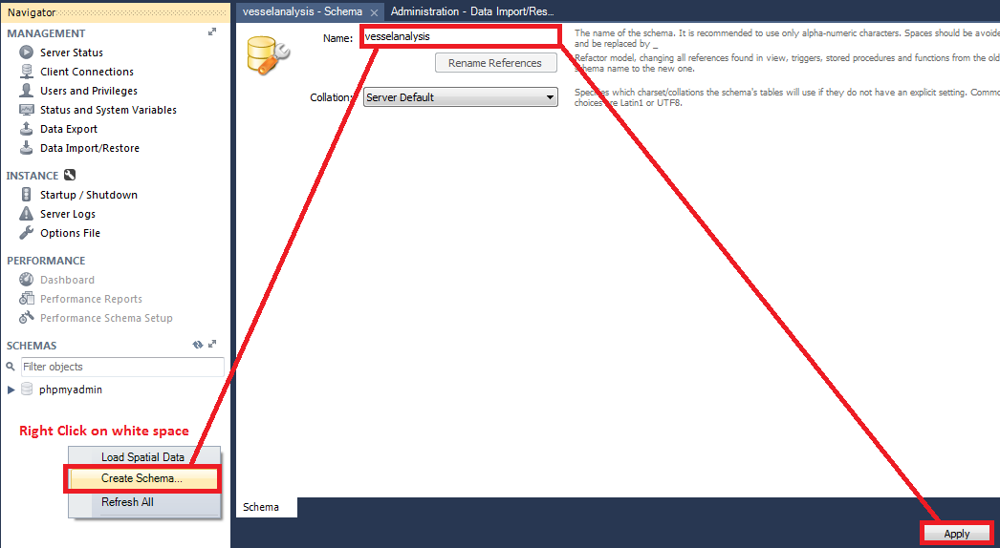 Navigator
MANAGEMENT
Server Status
Client Connections
Users and Privileges
Status and System Variables
Data Export
Data Import/Restore
INSTANCE
Startup / Shutdown
Server Logs
Options File
PERFORMANCE
Dashboard
Performance Reports
Performance Schema Setup
SCHEMAS
Filter objects
phpmyadmin
Right Click on white space
Load Spatial Data
Create Schema...
Refresh All
vesselanalysis - Schema
Administration - Data Import/Res...
Name:
vesselanalysis
Rename References
Collation:
Server Default
The name of the schema. It is recommended to use only alpha-numeric characters. Spaces should be
and be replaced by _
Refactor model, changing all references found in view, triggers, stored procedures and functions from the old
schema name to the new one.
Specifies which charset/collations the schema's tables will use if they do not have an explicit setting.
choices are Latin1 or UTF8.
Schema
Apply